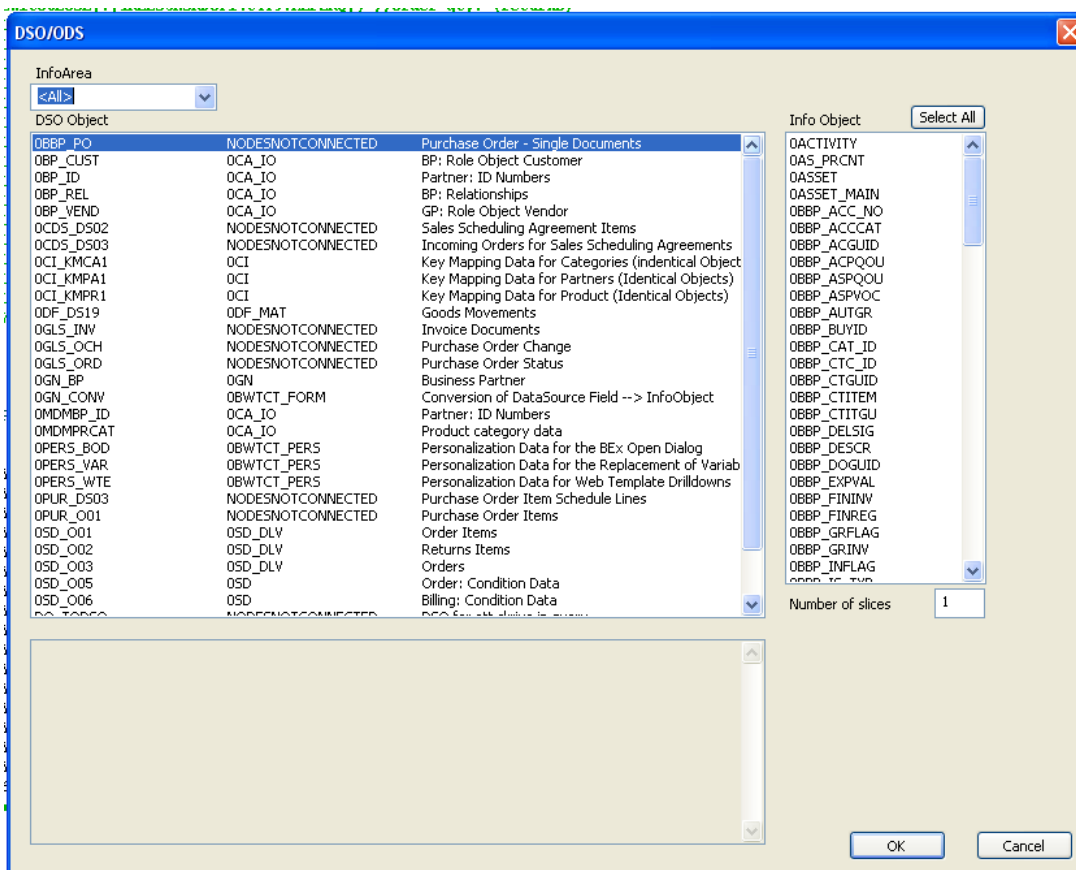 DSO/ODS
InfoArea
<All>
DSO Object
Info Object
Select All
0BBP_PO NODESNOTCONNECTED Purchase Order - Single Documents
0BP_CUST 0CA_IO BP: Role Object Customer
0BP_ID 0CA_IO Partner: ID Numbers
0BP_REL 0CA_IO BP: Relationships
0BP_VEND 0CA_IO GP: Role Object Vendor
0CDS_DS02 NODESNOTCONNECTED Sales Scheduling Agreement Items
0CDS_DS03 NODESNOTCONNECTED Incoming Orders for Sales Scheduling Agreements
0CI_KMCA1 0CI Key Mapping Data for Categories (indentical Object
0CI_KMPA1 0CI Key Mapping Data for Partners (Identical Objects)
0CI_KMPR1 0CI Key Mapping Data for Product (Identical Objects)
0DF_DS19 0DF_MAT Goods Movements
0GLS_INV NODESNOTCONNECTED Invoice Documents
0GLS_OCH NODESNOTCONNECTED Purchase Order Change
0GLS_ORD NODESNOTCONNECTED Purchase Order Status
0GN_BP 0GN Business Partner
0GN_CONV 0BWTCT_FORM Conversion of DataSource Field --> InfoObject
0MDMBP_ID 0CA_IO Partner: ID Numbers
0MDMPRCAT 0CA_IO Product category data
0PERS_BOD 0BWTCT_PERS Personalization Data for the BEx Open Dialog
0PERS_VAR 0BWTCT_PERS Personalization Data for the Replacement of Variab
0PERS_WTE 0BWTCT_PERS Personalization Data for Web Template Drilldowns
0PUR_DS03 NODESNOTCONNECTED Purchase Order Item Schedule Lines
0PUR_O01 NODESNOTCONNECTED Purchase Order Items
0SD_O01 0SD_DLV Order Items
0SD_O02 0SD_DLV Returns Items
0SD_O03 0SD_DLV Orders
0SD_O05 0SD Order: Condition Data
0SD_O06 0SD Billing: Condition Data
0ACTIVITY
0AS_PRCNT
0ASSET
0ASSET_MAIN
0BBP_ACC_NO
0BBP_ACCCAT
0BBP_ACGUID
0BBP_ACPQOU
0BBP_ASPQOU
0BBP_ASPVOC
0BBP_AUTGR
0BBP_BUYID
0BBP_CAT_ID
0BBP_CTC_ID
0BBP_CTGUID
0BBP_CTITEM
0BBP_CTITGU
0BBP_DELSIG
0BBP_DESCR
0BBP_DOGUID
0BBP_EXPVAL
0BBP_FININV
0BBP_FINREG
0BBP_GRFLAG
0BBP_GRINV
0BBP_INFLAG
Number of slices 1
OK
Cancel